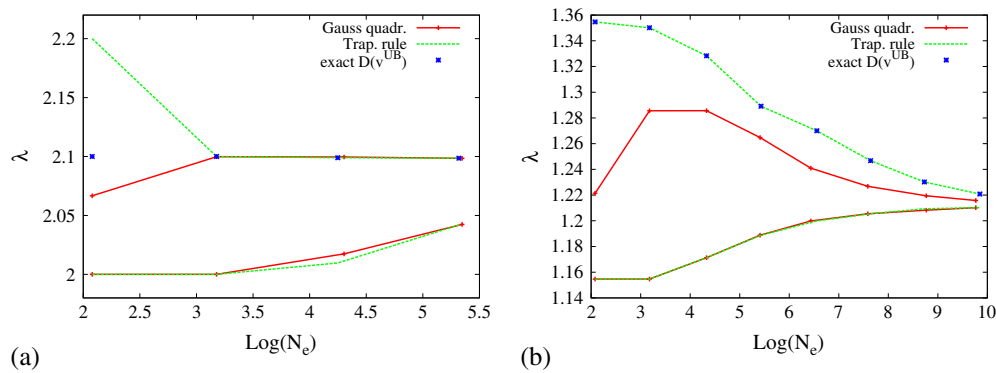 Gauss quadr.
Trap. rule
exact D(v^UB)
2.2
2.15
2.1
2.05
2
λ
2 2.5 3 3.5 4 4.5 5 5.5
Log(N_e)
(a)
Gauss quadr.
Trap. rule
exact D(v^UB)
1.36
1.34
1.32
1.3
1.28
1.26
1.24
1.22
1.2
1.18
1.16
1.14
λ
2 3 4 5 6 7 8 9 10
Log(N_e)
(b)